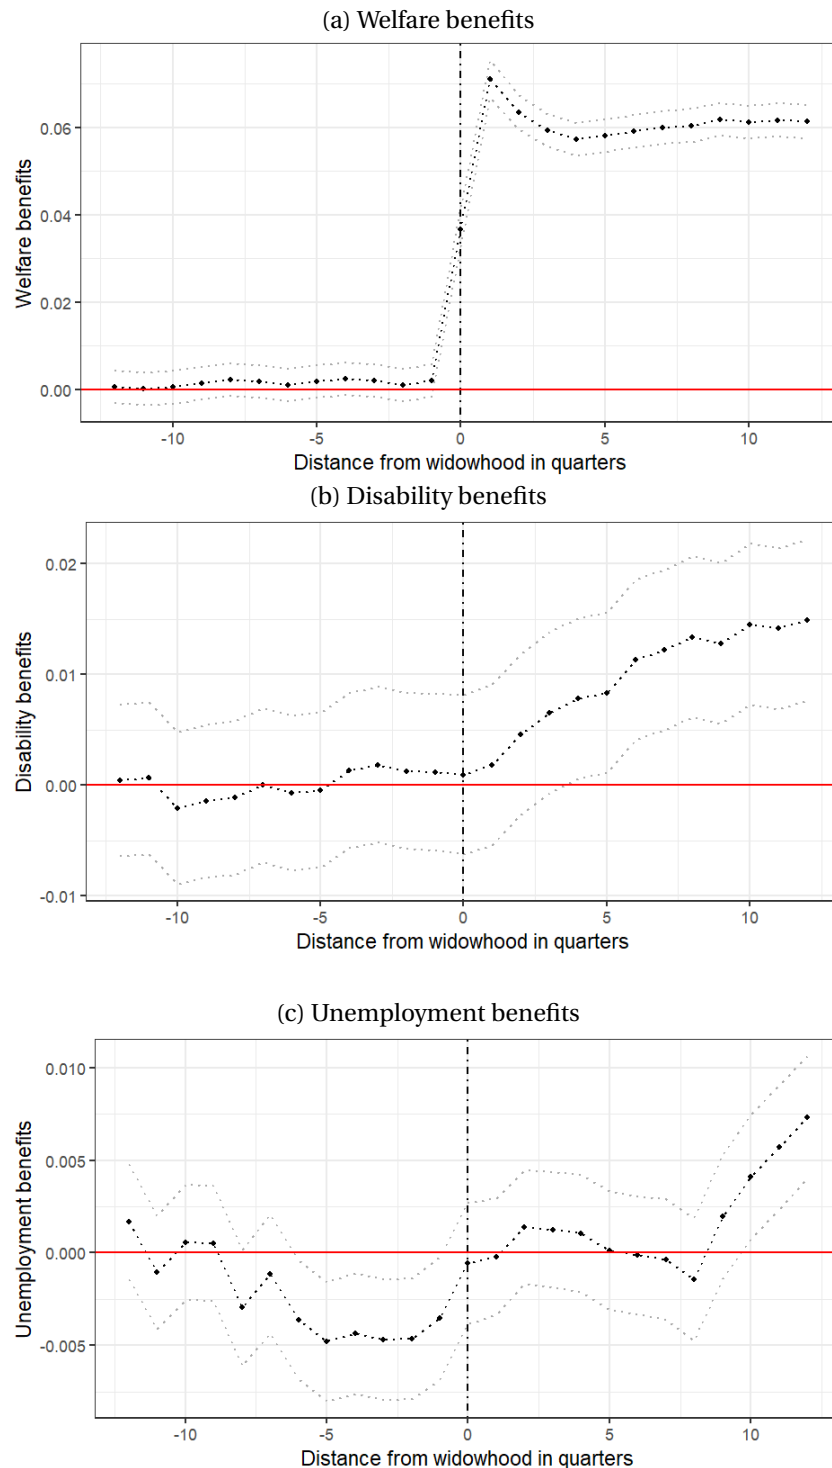 (a) Welfare benefits
Welfare benefits
0.06
0.04
0.02
0.00
-10 -5 0 5 10
Distance from widowhood in quarters
(b) Disability benefits
Disability benefits
0.02
0.01
0.00
-0.01
-10 -5 0 5 10
Distance from widowhood in quarters
(c) Unemployment benefits
Unemployment benefits
0.010
0.005
0.000
-0.005
-10 -5 0 5 10
Distance from widowhood in quarters